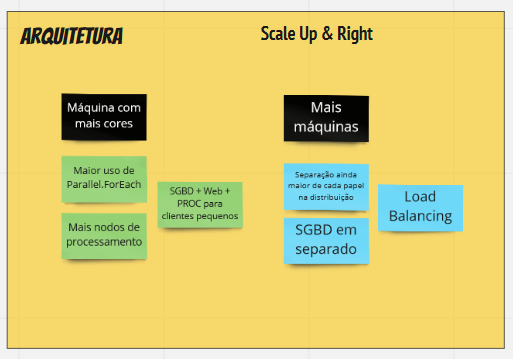 ARQUITETURA
Scale Up & Right
Máquina com
mais cores
Maior uso de
Parallel.ForEach
Mais nodos de
processamento
SGBD + Web +
PROC para
clientes pequenos
Mais
máquinas
Separação ainda
maior de cada papel
na distribuição
SGBD em
separado
Load
Balancing